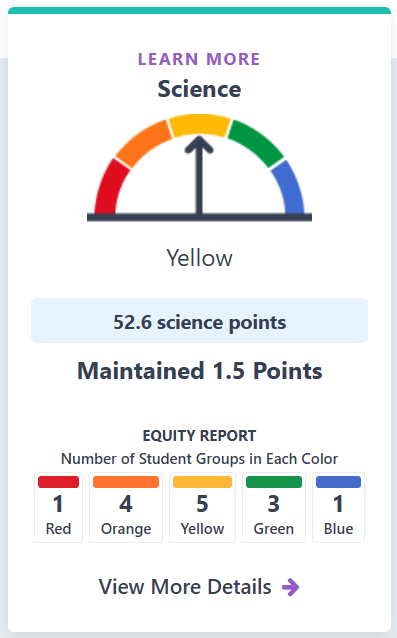 LEARN MORE
Science
Yellow
52.6 science points
Maintained 1.5 Points
EQUITY REPORT
Number of Student Groups in Each Color
1 4 5 3 1
Red Orange Yellow Green Blue
View More Details